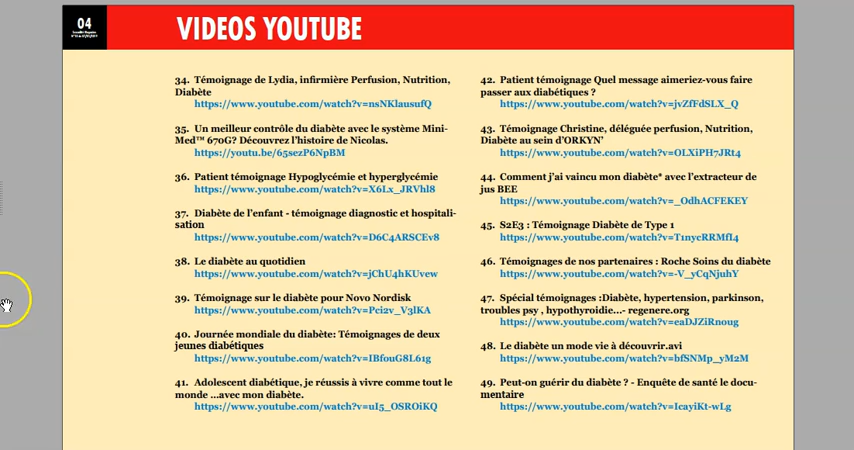 04
VIDEOS YOUTUBE
34. Témoignage de Lydia, infirmière Perfusion, Nutrition,
Diabète
https://www.youtube.com/watch?v=nsNKlausufQ
35. Un meilleur contrôle du diabète avec le système Mini-
Med™ 670G? Découvrez l'histoire de Nicolas.
https://youtu.be/65sezP6NpBM
36. Patient témoignage Hypoglycémie et hyperglycémie
https://www.youtube.com/watch?v=X6Lx_JRVhl8
37. Diabète de l'enfant - témoignage diagnostic et hospitali-
sation
https://www.youtube.com/watch?v=D6C4ARSCEv8
38. Le diabète au quotidien
https://www.youtube.com/watch?v=jChU4hKUvew
39. Témoignage sur le diabète pour Novo Nordisk
https://www.youtube.com/watch?v=Pci2v_V3lKA
40. Journée mondiale du diabète: Témoignages de deux
jeunes diabétiques
https://www.youtube.com/watch?v=IBfouG8L61g
41. Adolescent diabétique, je réussis à vivre comme tout le
monde ...avec mon diabète.
https://www.youtube.com/watch?v=uI5_OSROiKQ
42. Patient témoignage Quel message aimeriez-vous faire
passer aux diabétiques ?
https://www.youtube.com/watch?v=jvZfFdSLX_Q
43. Témoignage Christine, déléguée perfusion, Nutrition,
Diabète au sein d'ORKYN'
https://www.youtube.com/watch?v=OLXiPH7JRt4
44. Comment j'ai vaincu mon diabète* avec l'extracteur de
jus BEE
https://www.youtube.com/watch?v=_OdhACFEKEY
45. S2E3 : Témoignage Diabète de Type 1
https://www.youtube.com/watch?v=T1nycRRMfI4
46. Témoignages de nos partenaires : Roche Soins du diabète
https://www.youtube.com/watch?v=-V_yCqNjuhY
47. Spécial témoignages :Diabète, hypertension, parkinson,
troubles psy , hypothyroidie...- regenere.org
https://www.youtube.com/watch?v=eaDJZiRnoug
48. Le diabète un mode vie à découvrir.avi
https://www.youtube.com/watch?v=bfSNMp_yM2M
49. Peut-on guérir du diabète ? - Enquête de santé le docu-
mentaire
https://www.youtube.com/watch?v=IcayiKt-wLg